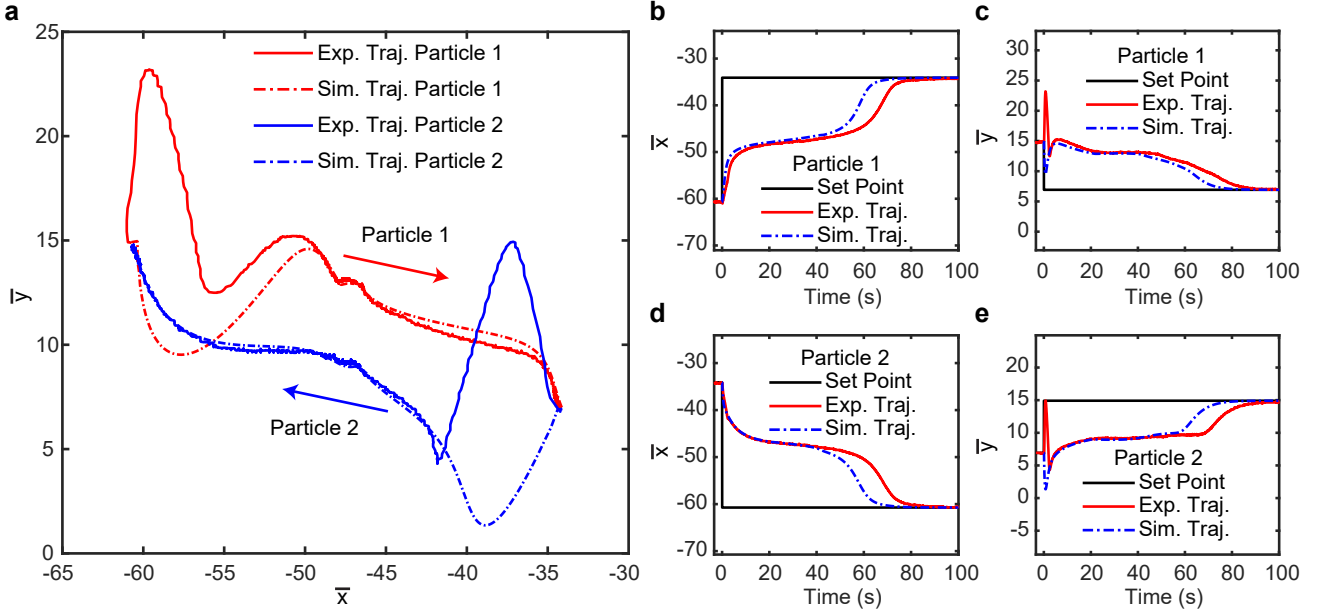 a
25
20
15
10
5
0
-65
-60
-55
-50
-45
-40
-35
-30
x̅
y̅
Exp. Traj. Particle 1
Sim. Traj. Particle 1
Exp. Traj. Particle 2
Sim. Traj. Particle 2
Particle 1
Particle 2
b
-30
-40
-50
-60
-70
x̅
0 20 40 60 80 100
Time (s)
Particle 1
Set Point
Exp. Traj.
Sim. Traj.
c
30
25
20
15
10
5
0
y̅
0 20 40 60 80 100
Time (s)
Particle 1
Set Point
Exp. Traj.
Sim. Traj.
d
-30
-40
-50
-60
-70
x̅
0 20 40 60 80 100
Time (s)
Particle 2
Set Point
Exp. Traj.
Sim. Traj.
e
20
15
10
5
0
-5
y̅
0 20 40 60 80 100
Time (s)
Particle 2
Set Point
Exp. Traj.
Sim. Traj.